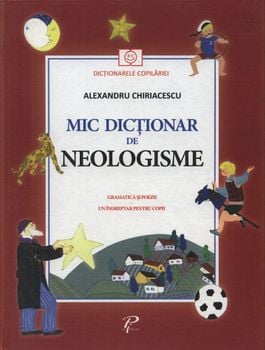 DICȚIONARELE COPILĂRIEI
ALEXANDRU CHIRIACESCU
MIC DICȚIONAR
DE
NEOLOGISME
GRAMATICĂ ȘI POEZIE
-
UN ÎNDREPTAR PENTRU COPII